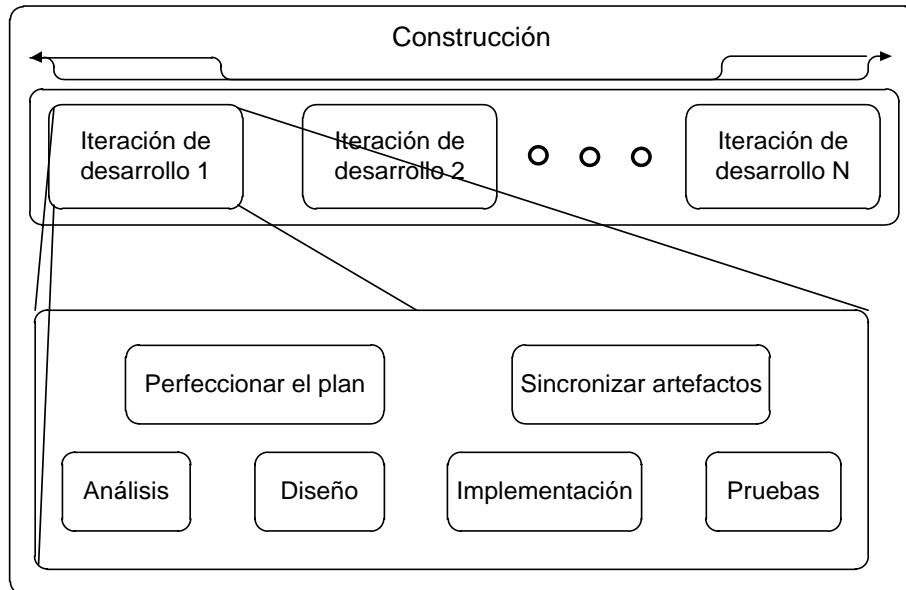 Construcción
Iteración de
desarrollo 1
Iteración de
desarrollo 2
Iteración de
desarrollo N
Perfeccionar el plan
Sincronizar artefactos
Análisis
Diseño
Implementación
Pruebas